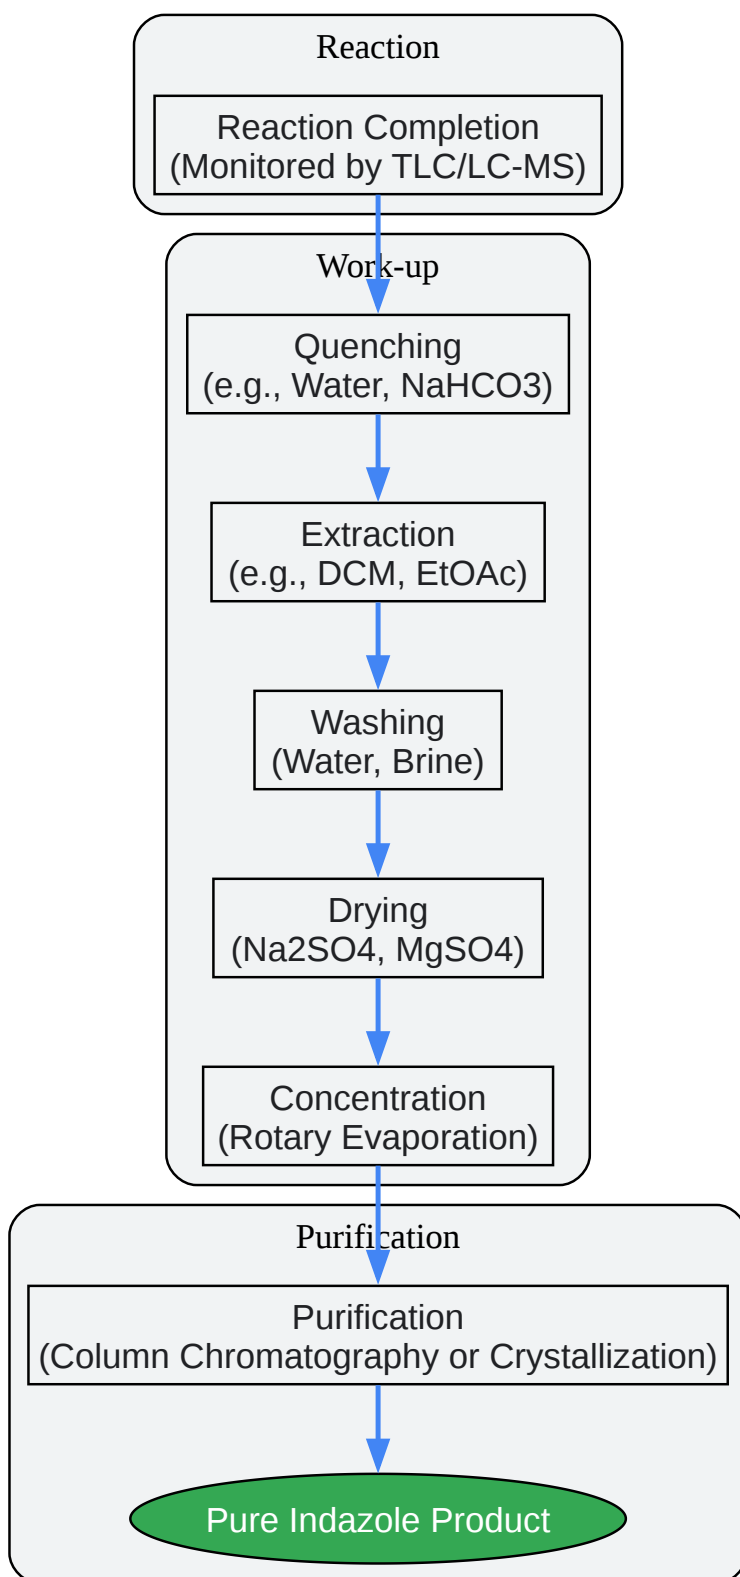 Reaction
Reaction Completion
(Monitored by TLC/LC-MS)
Work-up
Quenching
(e.g., Water, NaHCO3)
Extraction
(e.g., DCM, EtOAc)
Washing
(Water, Brine)
Drying
(Na2SO4, MgSO4)
Concentration
(Rotary Evaporation)
Purification
Purification
(Column Chromatography or Crystallization)
Pure Indazole Product